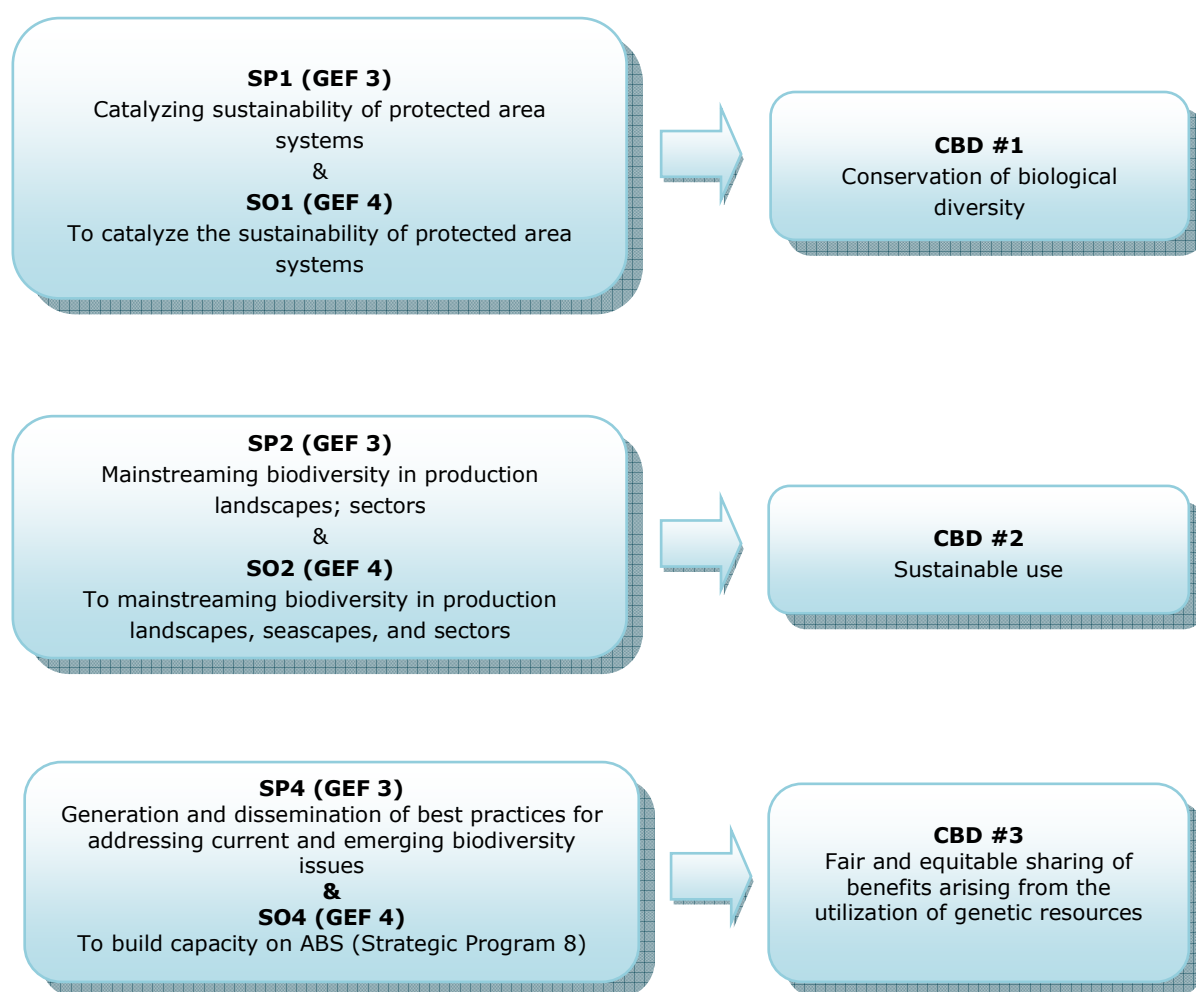 SP1 (GEF 3)
Catalyzing sustainability of protected area
systems
&
SO1 (GEF 4)
To catalyze the sustainability of protected area
systems
CBD #1
Conservation of biological
diversity
SP2 (GEF 3)
Mainstreaming biodiversity in production
landscapes; sectors
&
SO2 (GEF 4)
To mainstreaming biodiversity in production
landscapes, seascapes, and sectors
CBD #2
Sustainable use
SP4 (GEF 3)
Generation and dissemination of best practices for
addressing current and emerging biodiversity
issues
&
SO4 (GEF 4)
To build capacity on ABS (Strategic Program 8)
CBD #3
Fair and equitable sharing of
benefits arising from the
utilization of genetic resources